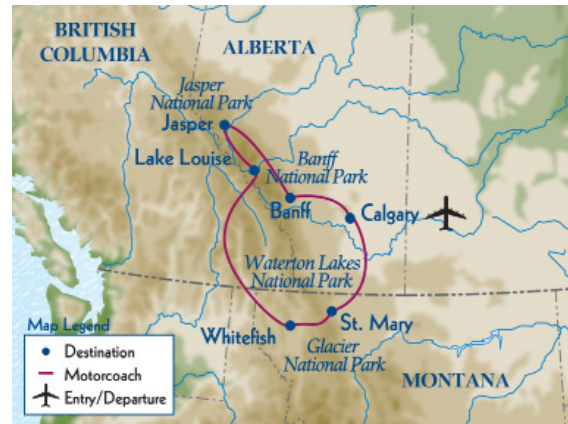 BRITISH
COLUMBIA
ALBERTA
Jasper
National Park
Jasper
Lake Louise
Banff
National Park
Banff
Calgary
Waterton Lakes
National Park
Whitefish
St. Mary
Glacier
National Park
MONTANA
Map Legend
Destination
Motorcoach
Entry/Departure